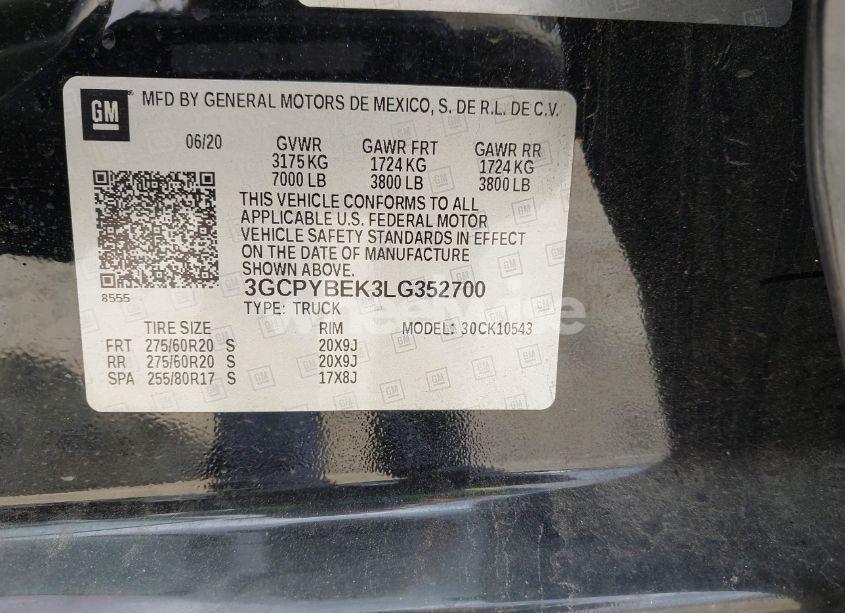 GM MFD BY GENERAL MOTORS DE MEXICO, S. DE R.L. DE C.V.
06/20 GVWR GAWR FRT GAWR RR
3175 KG 1724 KG 1724 KG
7000 LB 3800 LB 3800 LB
THIS VEHICLE CONFORMS TO ALL
APPLICABLE U.S. FEDERAL MOTOR
VEHICLE SAFETY STANDARDS IN EFFECT
ON THE DATE OF MANUFACTURE
SHOWN ABOVE.
8555
3GCPYBEK3LG352700
TYPE: TRUCK
TIRE SIZE RIM MODEL: 30CK10543
FRT 275/60R20 S 20X9J
RR 275/60R20 S 20X9J
SPA 255/80R17 S 17X8J